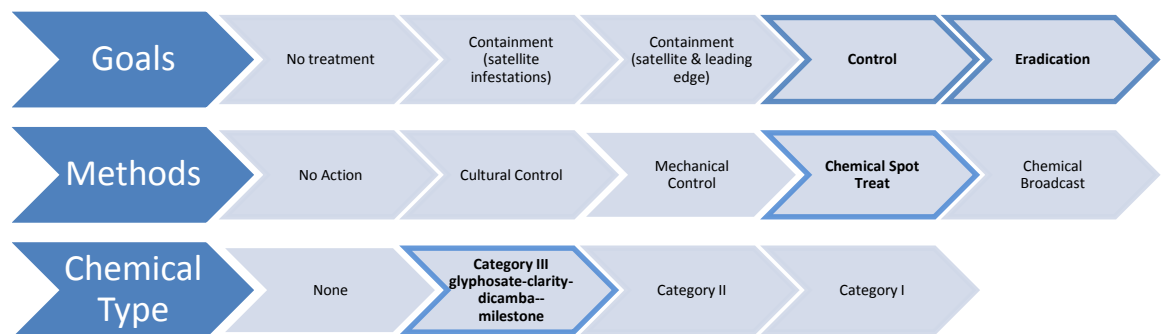 Goals
No treatment
Containment
(satellite
infestations)
Containment
(satellite & leading
edge)
Control
Eradication
Methods
No Action
Cultural Control
Mechanical
Control
Chemical Spot
Treat
Chemical
Broadcast
Chemical
Type
None
Category III
glyphosate-clarity-
dicamba--
milestone
Category II
Category I